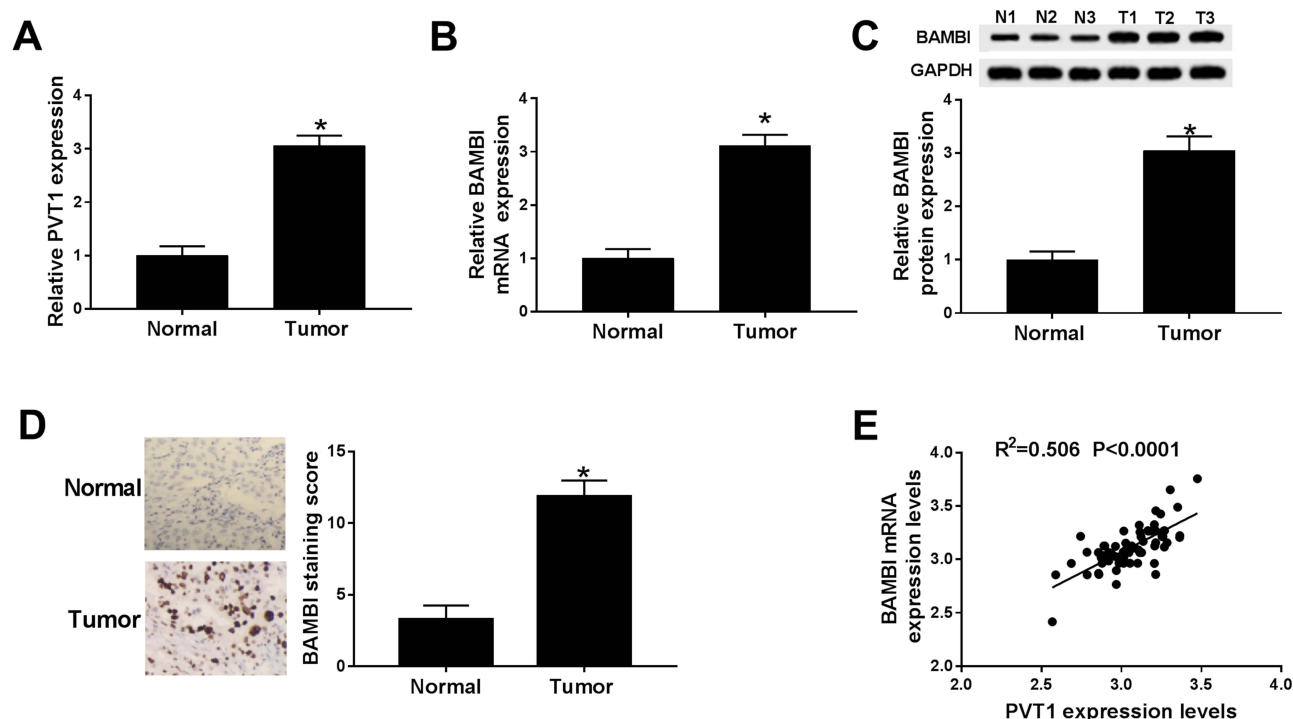 A
Relative PVT1 expression
4
3
2
1
0
*
Normal Tumor
B
Relative BAMBI
mRNA expression
4
3
2
1
0
*
Normal Tumor
C
N1 N2 N3 T1 T2 T3
BAMBI
GAPDH
Relative BAMBI
protein expression
4
3
2
1
0
*
Normal Tumor
D
Normal
Tumor
BAMBI staining score
15
10
5
0
*
Normal Tumor
E
R²=0.506 P<0.0001
BAMBI mRNA
expression levels
4.0
3.5
3.0
2.5
2.0
2.0 2.5 3.0 3.5 4.0
PVT1 expression levels